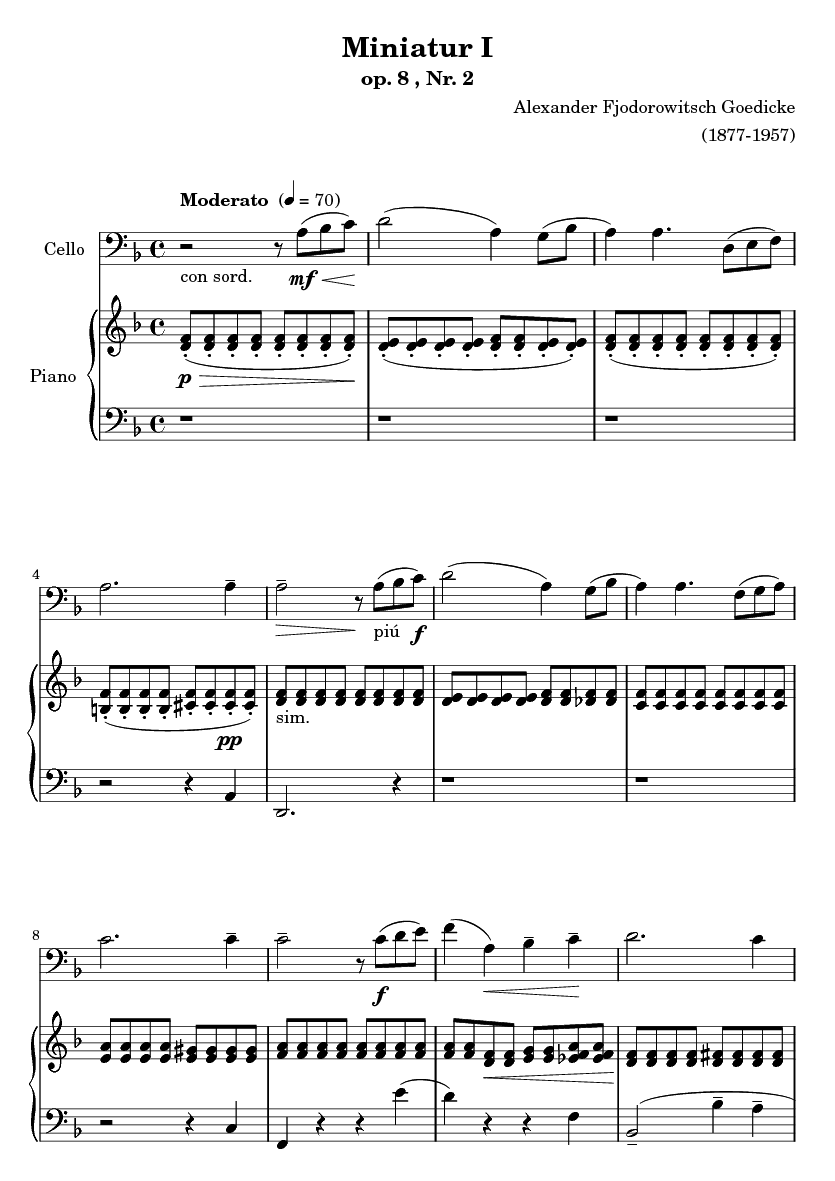 Miniatur I
op. 8 , Nr. 2
Alexander Fjodorowitsch Goedicke
(1877-1957)
Moderato (♩ = 70)
Cello
con sord. mf
Piano
p
4
piú f
pp sim.
8
f